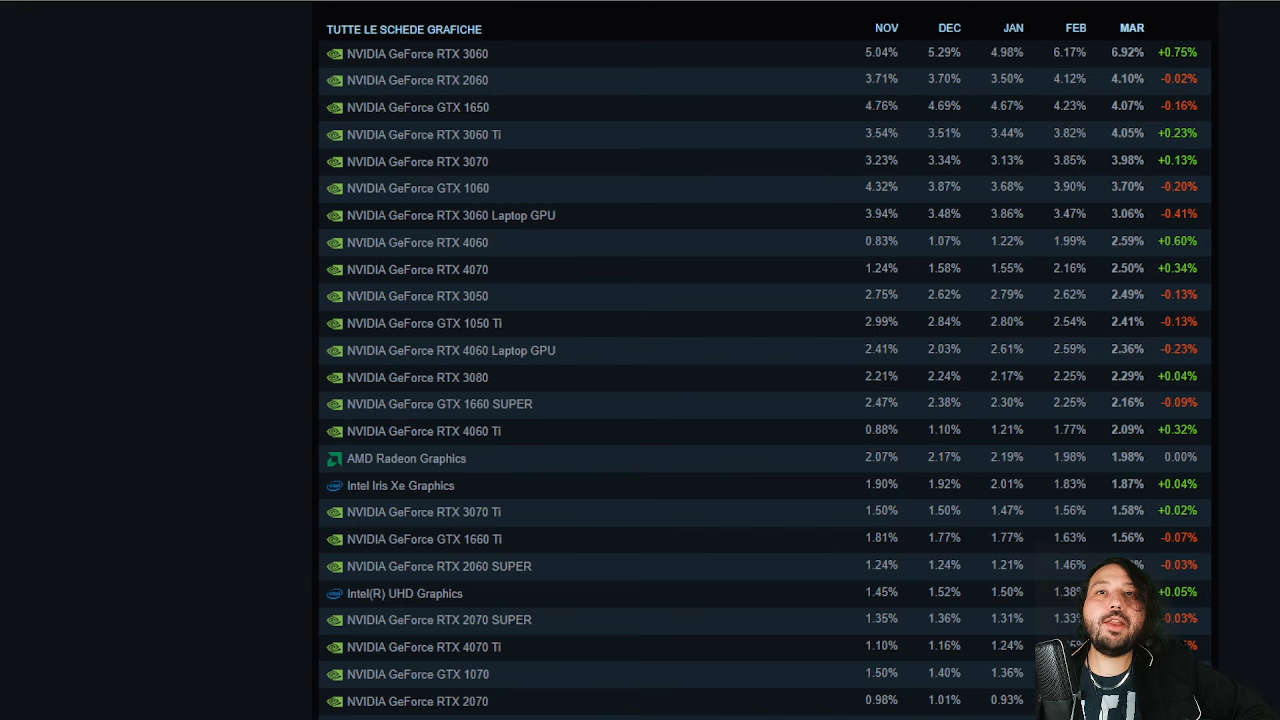 TUTTE LE SCHEDE GRAFICHE NOV DEC JAN FEB MAR
NVIDIA GeForce RTX 3060 5.04% 5.29% 4.98% 6.17% 6.92% +0.75%
NVIDIA GeForce RTX 2060 3.71% 3.70% 3.50% 4.12% 4.10% -0.02%
NVIDIA GeForce GTX 1650 4.76% 4.69% 4.67% 4.23% 4.07% -0.16%
NVIDIA GeForce RTX 3060 Ti 3.54% 3.51% 3.44% 3.82% 4.05% +0.23%
NVIDIA GeForce RTX 3070 3.23% 3.34% 3.13% 3.85% 3.98% +0.13%
NVIDIA GeForce GTX 1060 4.32% 3.87% 3.68% 3.90% 3.70% -0.20%
NVIDIA GeForce RTX 3060 Laptop GPU 3.94% 3.48% 3.86% 3.47% 3.06% -0.41%
NVIDIA GeForce RTX 4060 0.83% 1.07% 1.22% 1.99% 2.59% +0.60%
NVIDIA GeForce RTX 4070 1.24% 1.58% 1.55% 2.16% 2.50% +0.34%
NVIDIA GeForce RTX 3050 2.75% 2.62% 2.79% 2.62% 2.49% -0.13%
NVIDIA GeForce GTX 1050 Ti 2.99% 2.84% 2.80% 2.54% 2.41% -0.13%
NVIDIA GeForce RTX 4060 Laptop GPU 2.41% 2.03% 2.61% 2.59% 2.36% -0.23%
NVIDIA GeForce RTX 3080 2.21% 2.24% 2.17% 2.25% 2.29% +0.04%
NVIDIA GeForce GTX 1660 SUPER 2.47% 2.38% 2.30% 2.25% 2.16% -0.09%
NVIDIA GeForce RTX 4060 Ti 0.88% 1.10% 1.21% 1.77% 2.09% +0.32%
AMD Radeon Graphics 2.07% 2.17% 2.19% 1.98% 1.98% 0.00%
Intel Iris Xe Graphics 1.90% 1.92% 2.01% 1.83% 1.87% +0.04%
NVIDIA GeForce RTX 3070 Ti 1.50% 1.50% 1.47% 1.56% 1.58% +0.02%
NVIDIA GeForce GTX 1660 Ti 1.81% 1.77% 1.77% 1.63% 1.56% -0.07%
NVIDIA GeForce RTX 2060 SUPER 1.24% 1.24% 1.21% 1.46% -0.03%
Intel(R) UHD Graphics 1.45% 1.52% 1.50% 1.38% +0.05%
NVIDIA GeForce RTX 2070 SUPER 1.35% 1.36% 1.31% 1.33% -0.03%
NVIDIA GeForce RTX 4070 Ti 1.10% 1.16% 1.24%
NVIDIA GeForce GTX 1070 1.50% 1.40% 1.36%
NVIDIA GeForce RTX 2070 0.98% 1.01% 0.93%